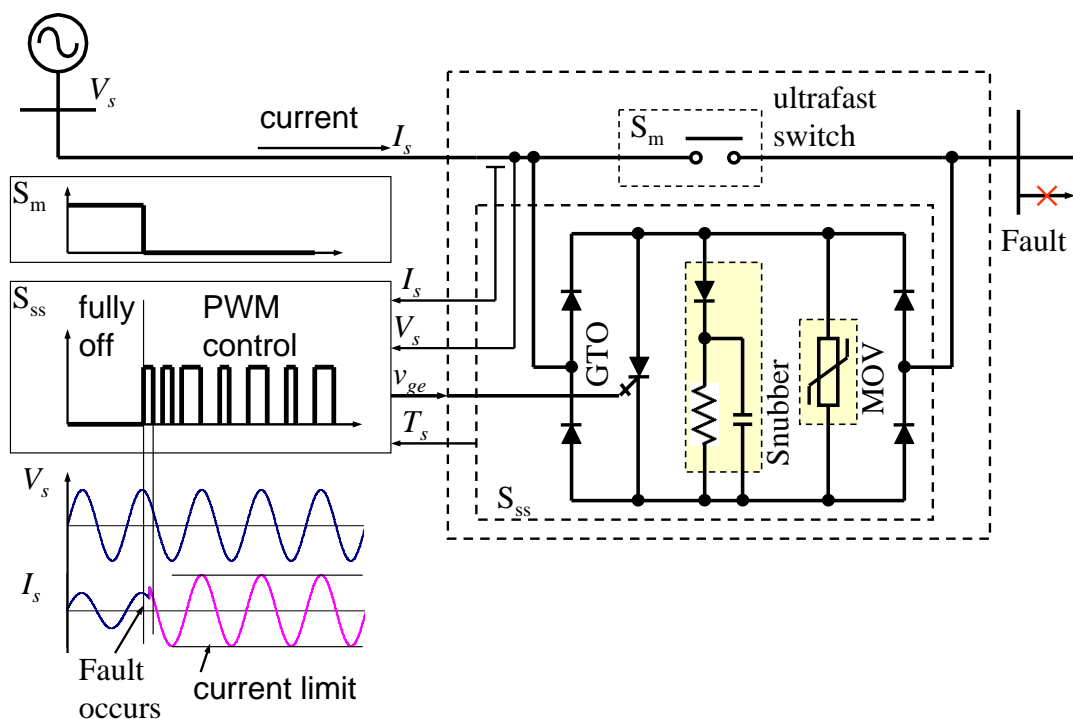 V_s
current
I_s
ultrafast
switch
S_m
Fault
S_m
S_ss
fully
off
PWM
control
I_s
V_s
v_ge
T_s
GTO
Snubber
MOV
S_ss
V_s
I_s
Fault
occurs
current limit